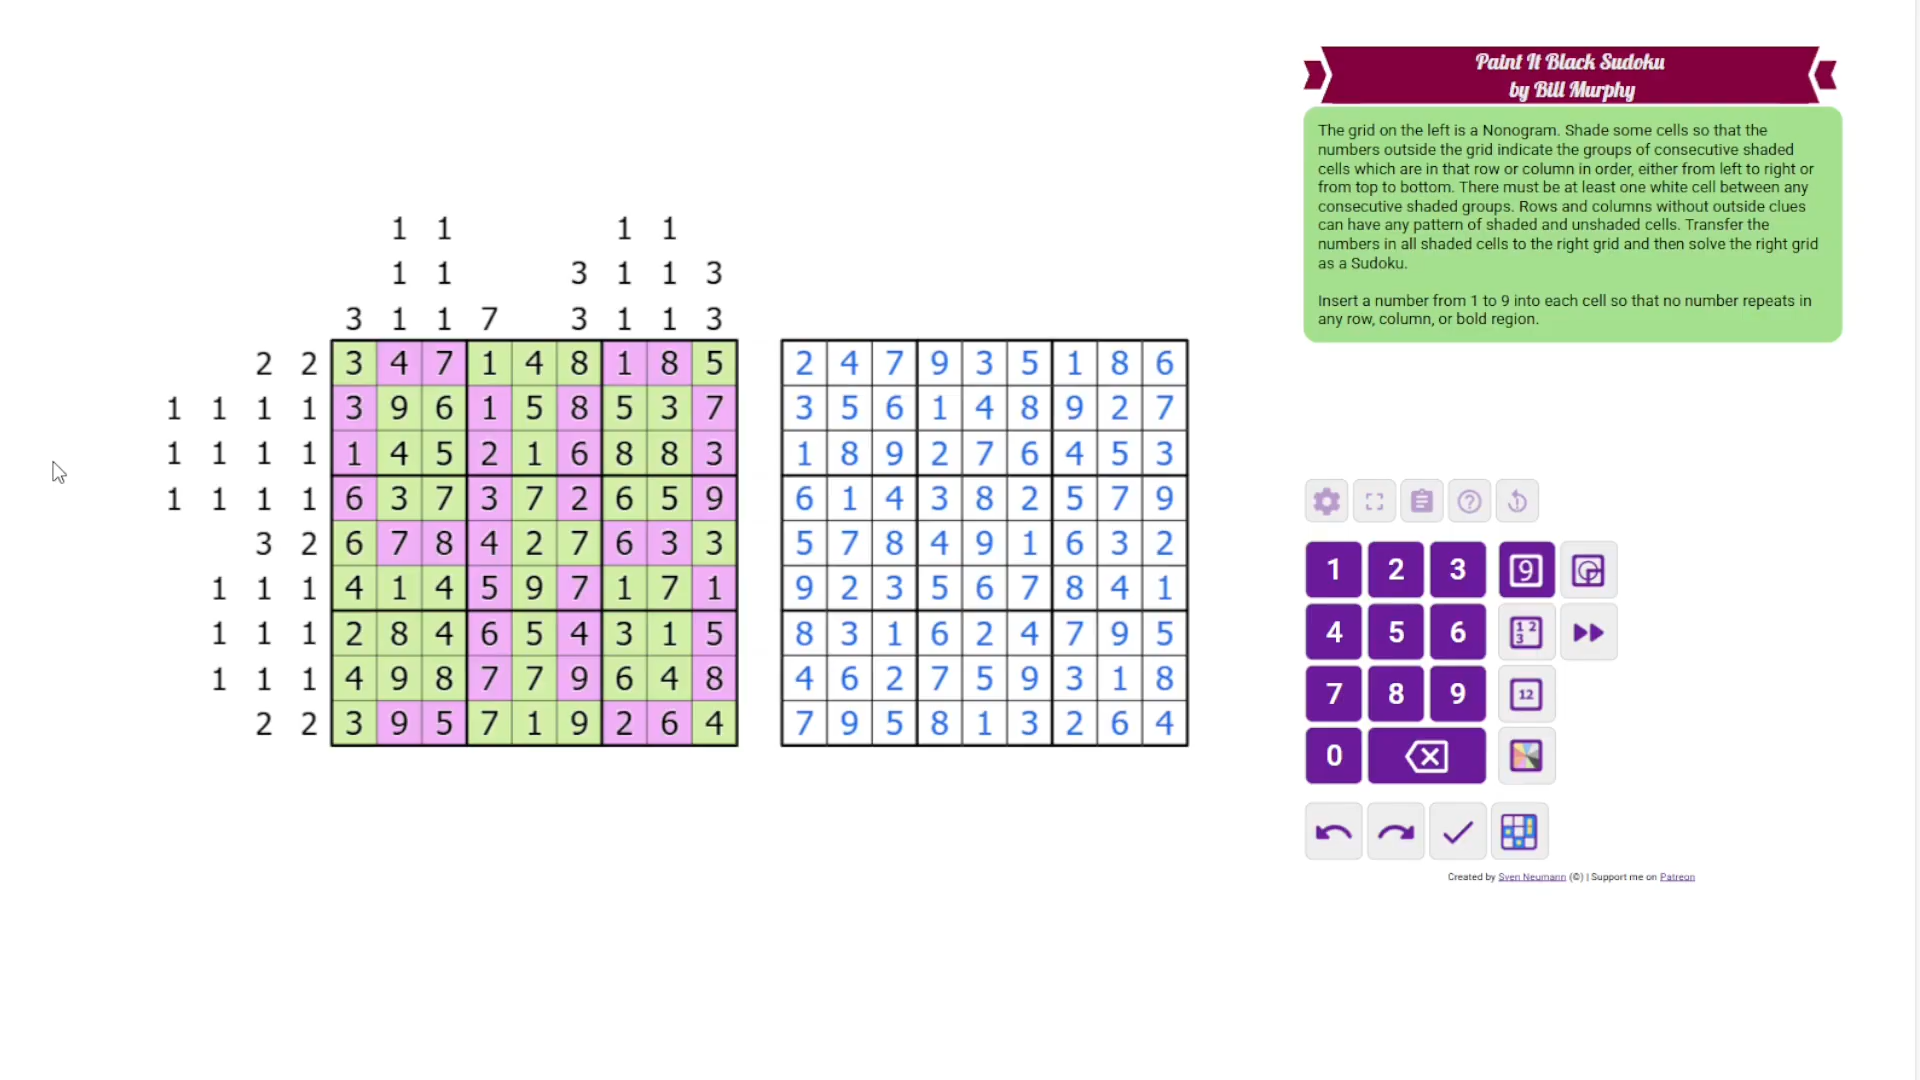 Paint It Black Sudoku
by Bill Murphy
The grid on the left is a Nonogram. Shade some cells so that the
numbers outside the grid indicate the groups of consecutive shaded
cells which are in that row or column in order, either from left to right or
from top to bottom. There must be at least one white cell between any
consecutive shaded groups. Rows and columns without outside clues
can have any pattern of shaded and unshaded cells. Transfer the
numbers in all shaded cells to the right grid and then solve the right grid
as a Sudoku.
Insert a number from 1 to 9 into each cell so that no number repeats in
any row, column, or bold region.
1 1 1 1
1 1 3 1 1 3
3 1 1 7 3 1 1 3
2 2 3 4 7 1 4 8 1 8 5 2 4 7 9 3 5 1 8 6
1 1 1 1 3 9 6 1 5 8 5 3 7 3 5 6 1 4 8 9 2 7
1 1 1 1 1 4 5 2 1 6 8 8 3 1 8 9 2 7 6 4 5 3
1 1 1 1 6 3 7 3 7 2 6 5 9 6 1 4 3 8 2 5 7 9
3 2 6 7 8 4 2 7 6 3 3 5 7 8 4 9 1 6 3 2
1 1 1 4 1 4 5 9 7 1 7 1 9 2 3 5 6 7 8 4 1
1 1 1 2 8 4 6 5 4 3 1 5 8 3 1 6 2 4 7 9 5
1 1 1 4 9 8 7 7 9 6 4 8 4 6 2 7 5 9 3 1 8
2 2 3 9 5 7 1 9 2 6 4 7 9 5 8 1 3 2 6 4
1 2 3 9
4 5 6 1 2 3
7 8 9 12
0
Created by Sven Neumann (©) | Support me on Patreon